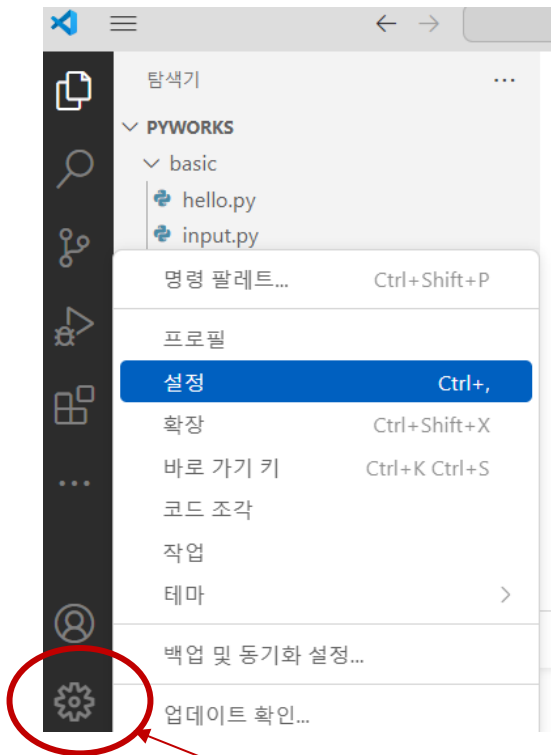 탐색기
PYWORKS
basic
hello.py
input.py
명령 팔레트... Ctrl+Shift+P
프로필
설정 Ctrl+,
확장 Ctrl+Shift+X
바로 가기 키 Ctrl+K Ctrl+S
코드 조각
작업
테마
백업 및 동기화 설정...
업데이트 확인...